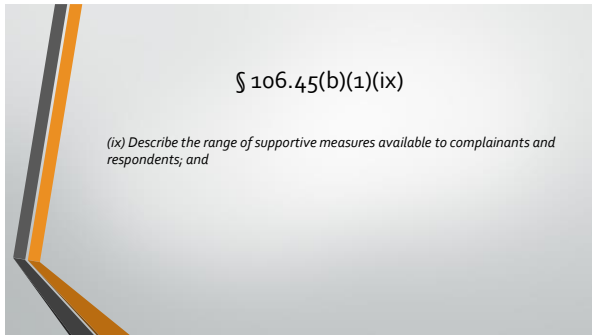 § 106.45(b)(1)(ix)
(ix) Describe the range of supportive measures available to complainants and
respondents; and